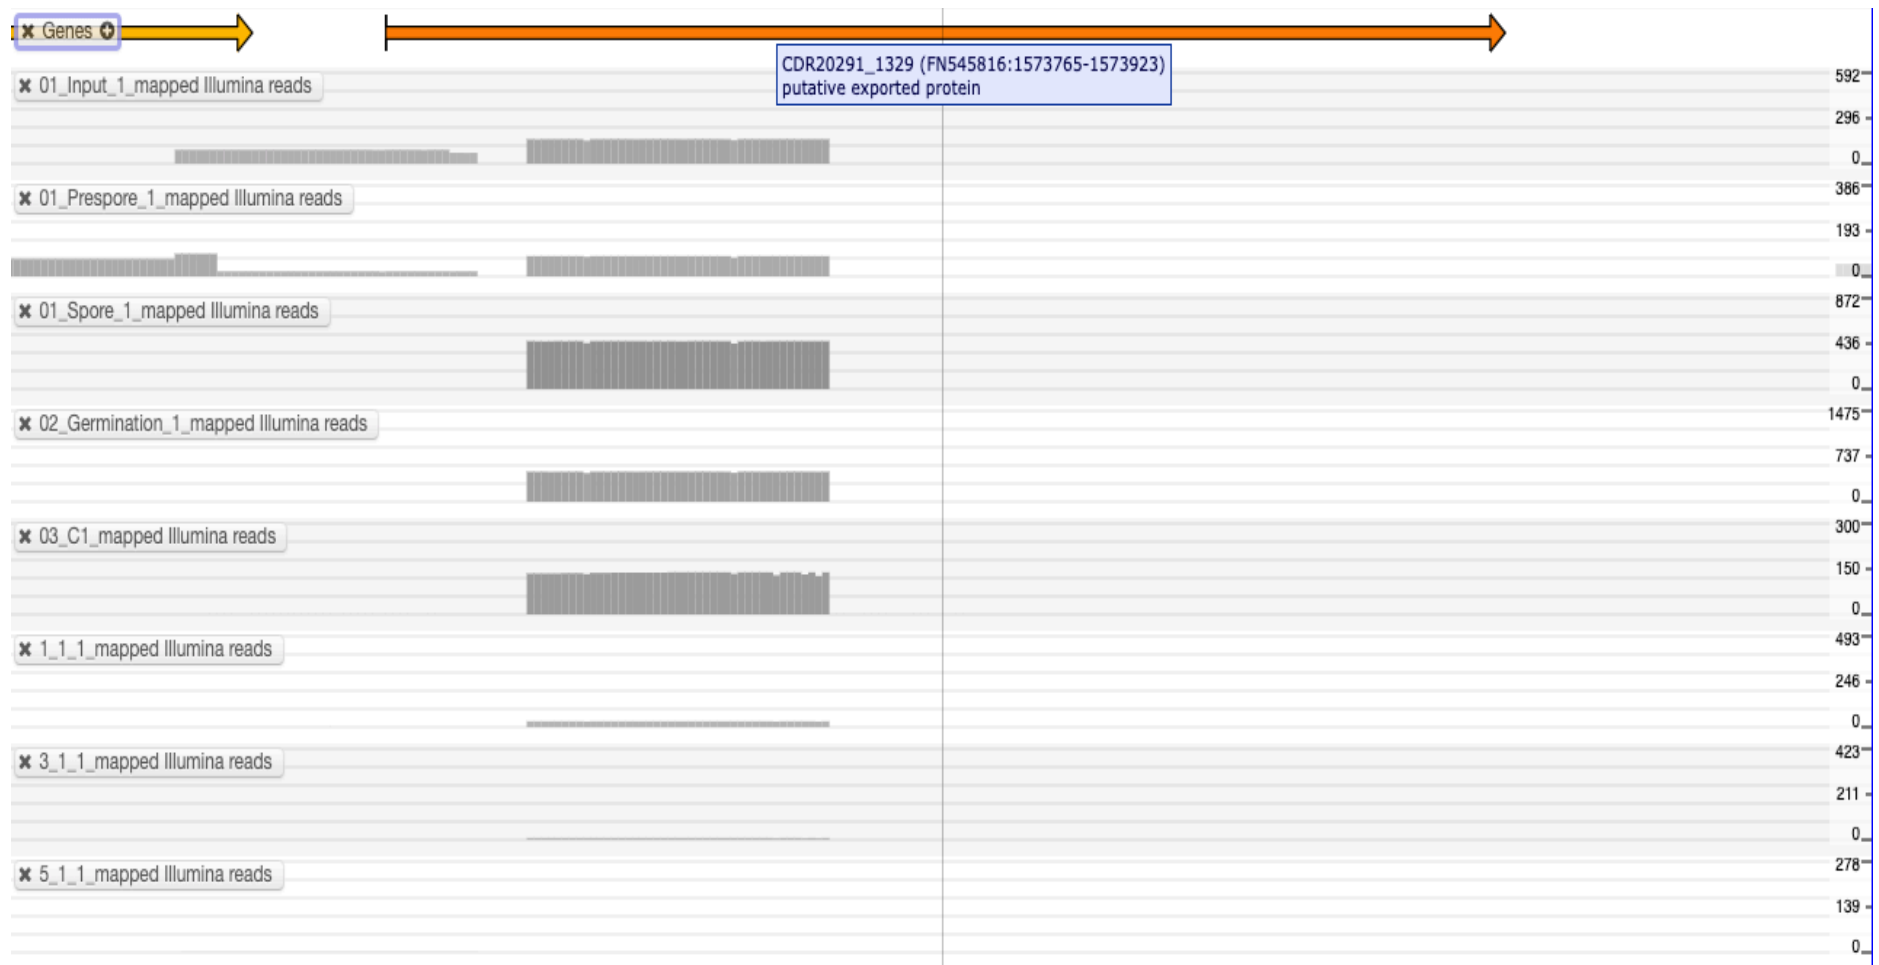 Genes
CDR20291_1329 (FN545816:1573765-1573923)
putative exported protein
01_Input_1_mapped Illumina reads
592
296
0
01_Prespore_1_mapped Illumina reads
386
193
0
01_Spore_1_mapped Illumina reads
872
436
0
02_Germination_1_mapped Illumina reads
1475
737
0
03_C1_mapped Illumina reads
300
150
0
1_1_1_mapped Illumina reads
493
246
0
3_1_1_mapped Illumina reads
423
211
0
5_1_1_mapped Illumina reads
278
139
0